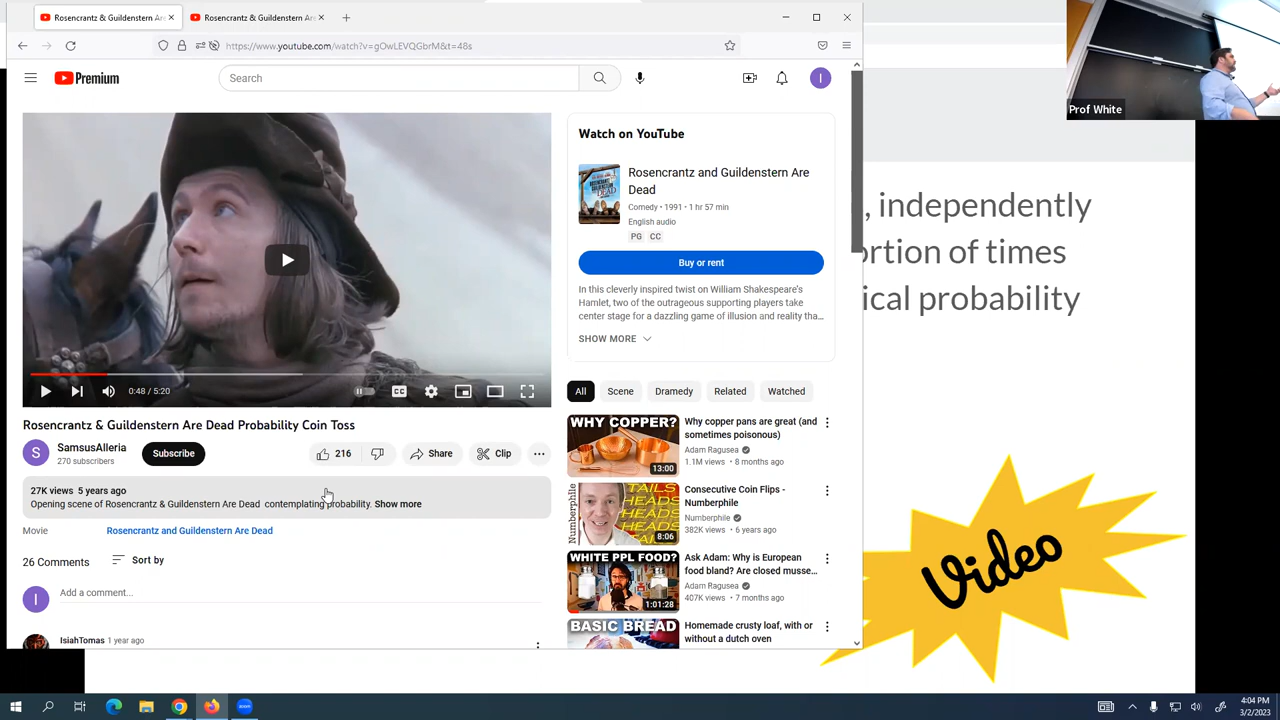 Rosencrantz & Guildenstern Are
Rosencrantz & Guildenstern Are
https://www.youtube.com/watch?v=gOwLEVQGbrM&t=48s
Premium
Search
I
Prof White
0:48 / 5:20
CC
Rosencrantz & Guildenstern Are Dead Probability Coin Toss
S
SamsusAlleria
270 subscribers
Subscribe
216
Share
Clip
27K views 5 years ago
Opening scene of Rosencrantz & Guildenstern Are Dead contemplating probability. Show more
Movie
Rosencrantz and Guildenstern Are Dead
26 Comments
Sort by
I
Add a comment...
IsiahTomas 1 year ago
Watch on YouTube
Rosencrantz and Guildenstern Are
Dead
Comedy • 1991 • 1 hr 57 min
English audio
PG CC
Buy or rent
In this cleverly inspired twist on William Shakespeare's
Hamlet, two of the outrageous supporting players take
center stage for a dazzling game of illusion and reality tha...
SHOW MORE
All
Scene
Dramedy
Related
Watched
WHY COPPER?
13:00
Why copper pans are great (and
sometimes poisonous)
Adam Ragusea
1.1M views • 8 months ago
Numberphile
TAILS
HEADS
HEADS
8:06
Consecutive Coin Flips -
Numberphile
Numberphile
382K views • 6 years ago
WHITE PPL FOOD?
1:01:28
Ask Adam: Why is European
food bland? Are closed musse...
Adam Ragusea
407K views • 7 months ago
BASIC BREAD
Homemade crusty loaf, with or
without a dutch oven
, independently
ortion of times
ical probability
Video
4:04 PM
3/2/2023